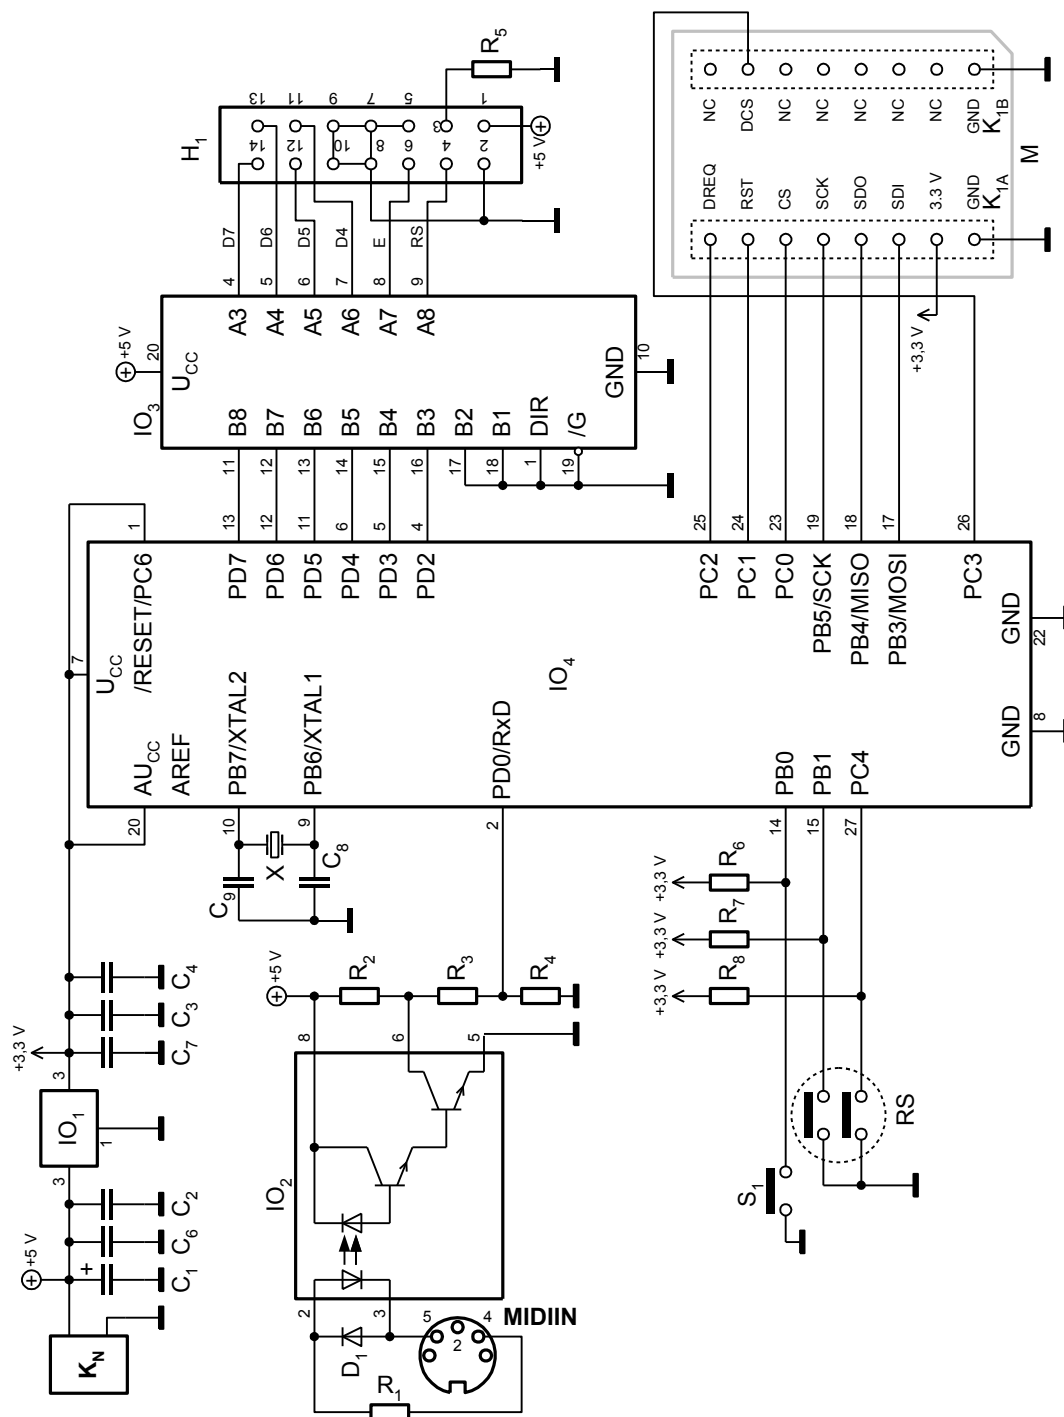 K_N
+5 V
+
C1
C6
C2
3
IO1
1
3
+3,3 V
C7
C3
C4
R1
D1
MIDIIN
5
2
4
2
3
IO2
8
6
5
+5 V
R2
R3
R4
C9
X
C8
S1
RS
+3,3 V
R8
+3,3 V
R7
+3,3 V
R6
20
AUCC
AREF
7
UCC
1
/RESET/PC6
10
PB7/XTAL2
9
PB6/XTAL1
2
PD0/RxD
14
PB0
15
PB1
27
PC4
IO4
GND
8
GND
22
PD7
13
PD6
12
PD5
11
PD4
6
PD3
5
PD2
4
PC2
25
PC1
24
PC0
23
PB5/SCK
19
PB4/MISO
18
PB3/MOSI
17
PC3
26
IO3
+5 V
20
UCC
11
B8
12
B7
13
B6
14
B5
15
B4
16
B3
17
B2
18
B1
1
DIR
19
/G
GND
10
A3
4
D7
A4
5
D6
A5
6
D5
A6
7
D4
A7
8
E
A8
9
RS
H1
14
13
12
11
10
9
8
7
6
5
4
3
2
1
+5 V
R5
+3,3 V
DREQ
RST
CS
SCK
SDO
SDI
3.3 V
GND
K1A
NC
DCS
NC
NC
NC
NC
NC
GND
K1B
M